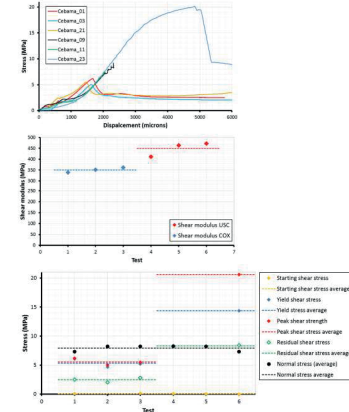 Stress (MPa)
20
15
10
5
0
Cebama_01
Cebama_03
Cebama_21
Cebama_09
Cebama_11
Cebama_23
0 1000 2000 3000 4000 5000 6000
Dispalcement (microns)
Shear modulus (MPa)
500
450
400
350
300
250
200
150
100
50
0
Shear modulus USC
Shear modulus COX
0 1 2 3 4 5 6 7
Test
Stress (MPa)
20
15
10
5
0
0 1 2 3 4 5 6
Test
Starting shear stress
Starting shear stress average
Yield shear stress
Yield stress average
Peak shear strength
Peak shear stress average
Residual shear stress
Residual shear stress average
Normal stress (average)
Normal stress average